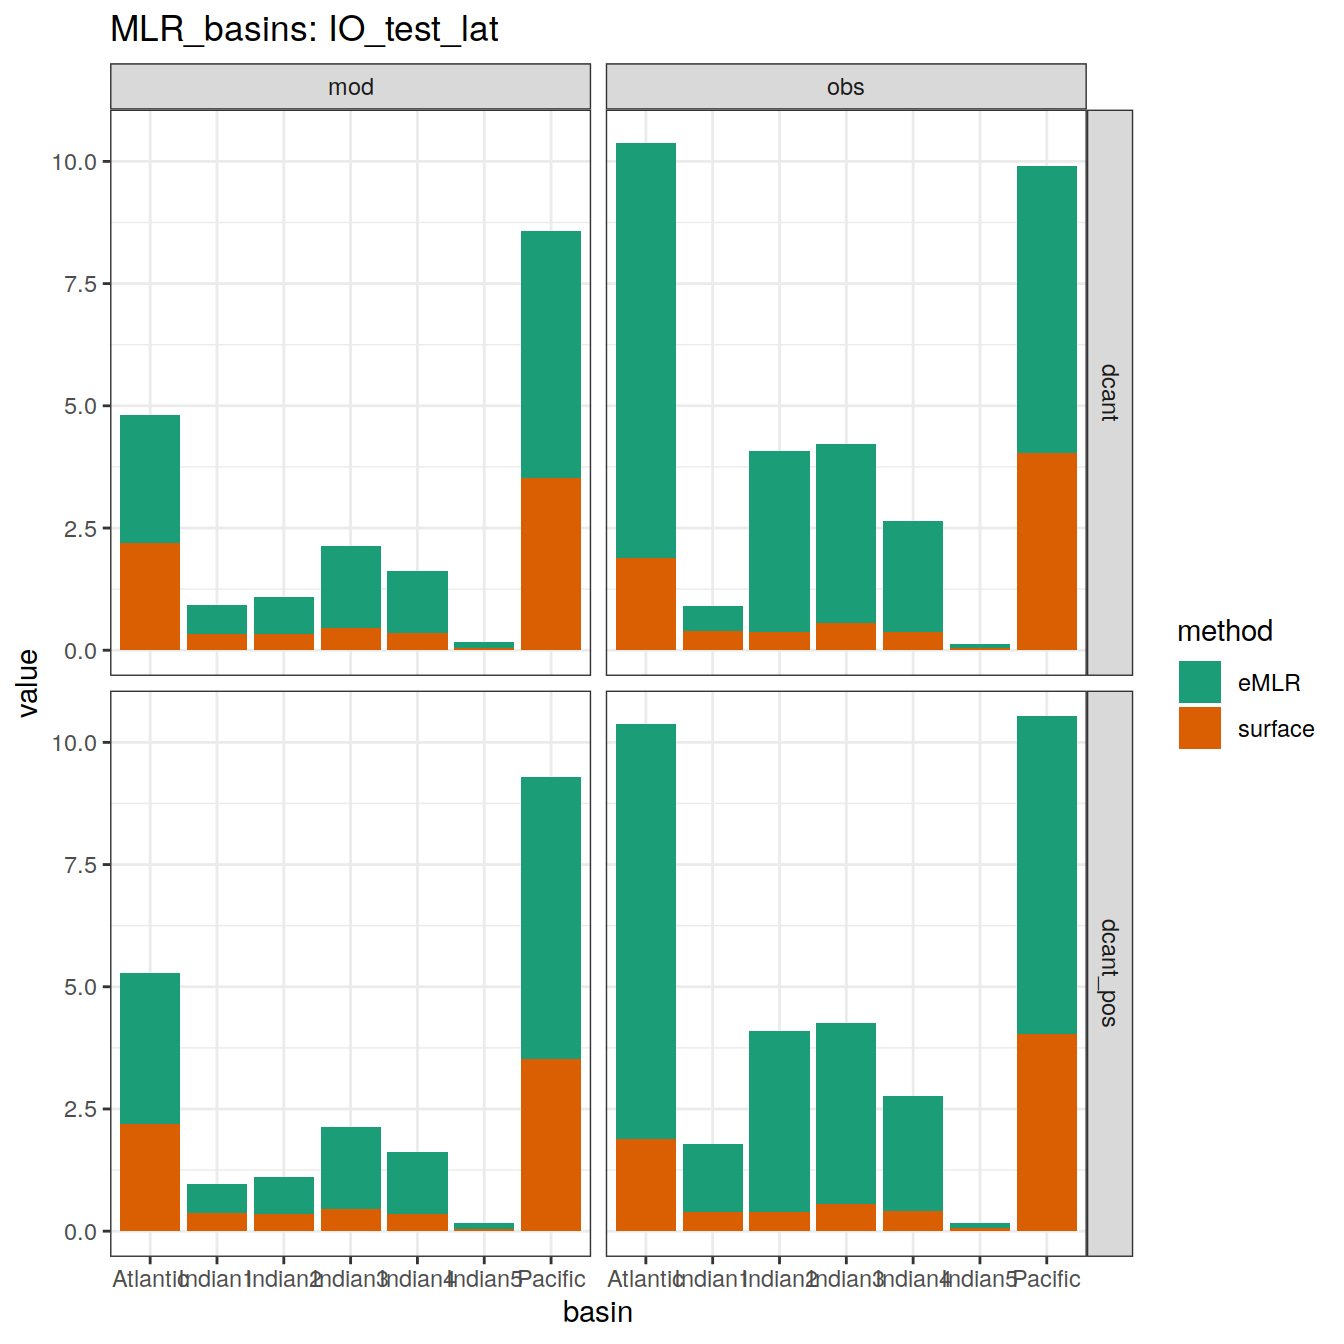 MLR_basins: IO_test_lat
mod
obs
10.0
7.5
5.0
2.5
0.0
dcant
10.0
7.5
5.0
2.5
0.0
dcant_pos
Atlantic Indian1 Indian2 Indian3 Indian4 Indian5 Pacific
Atlantic Indian1 Indian2 Indian3 Indian4 Indian5 Pacific
basin
value
method
eMLR
surface